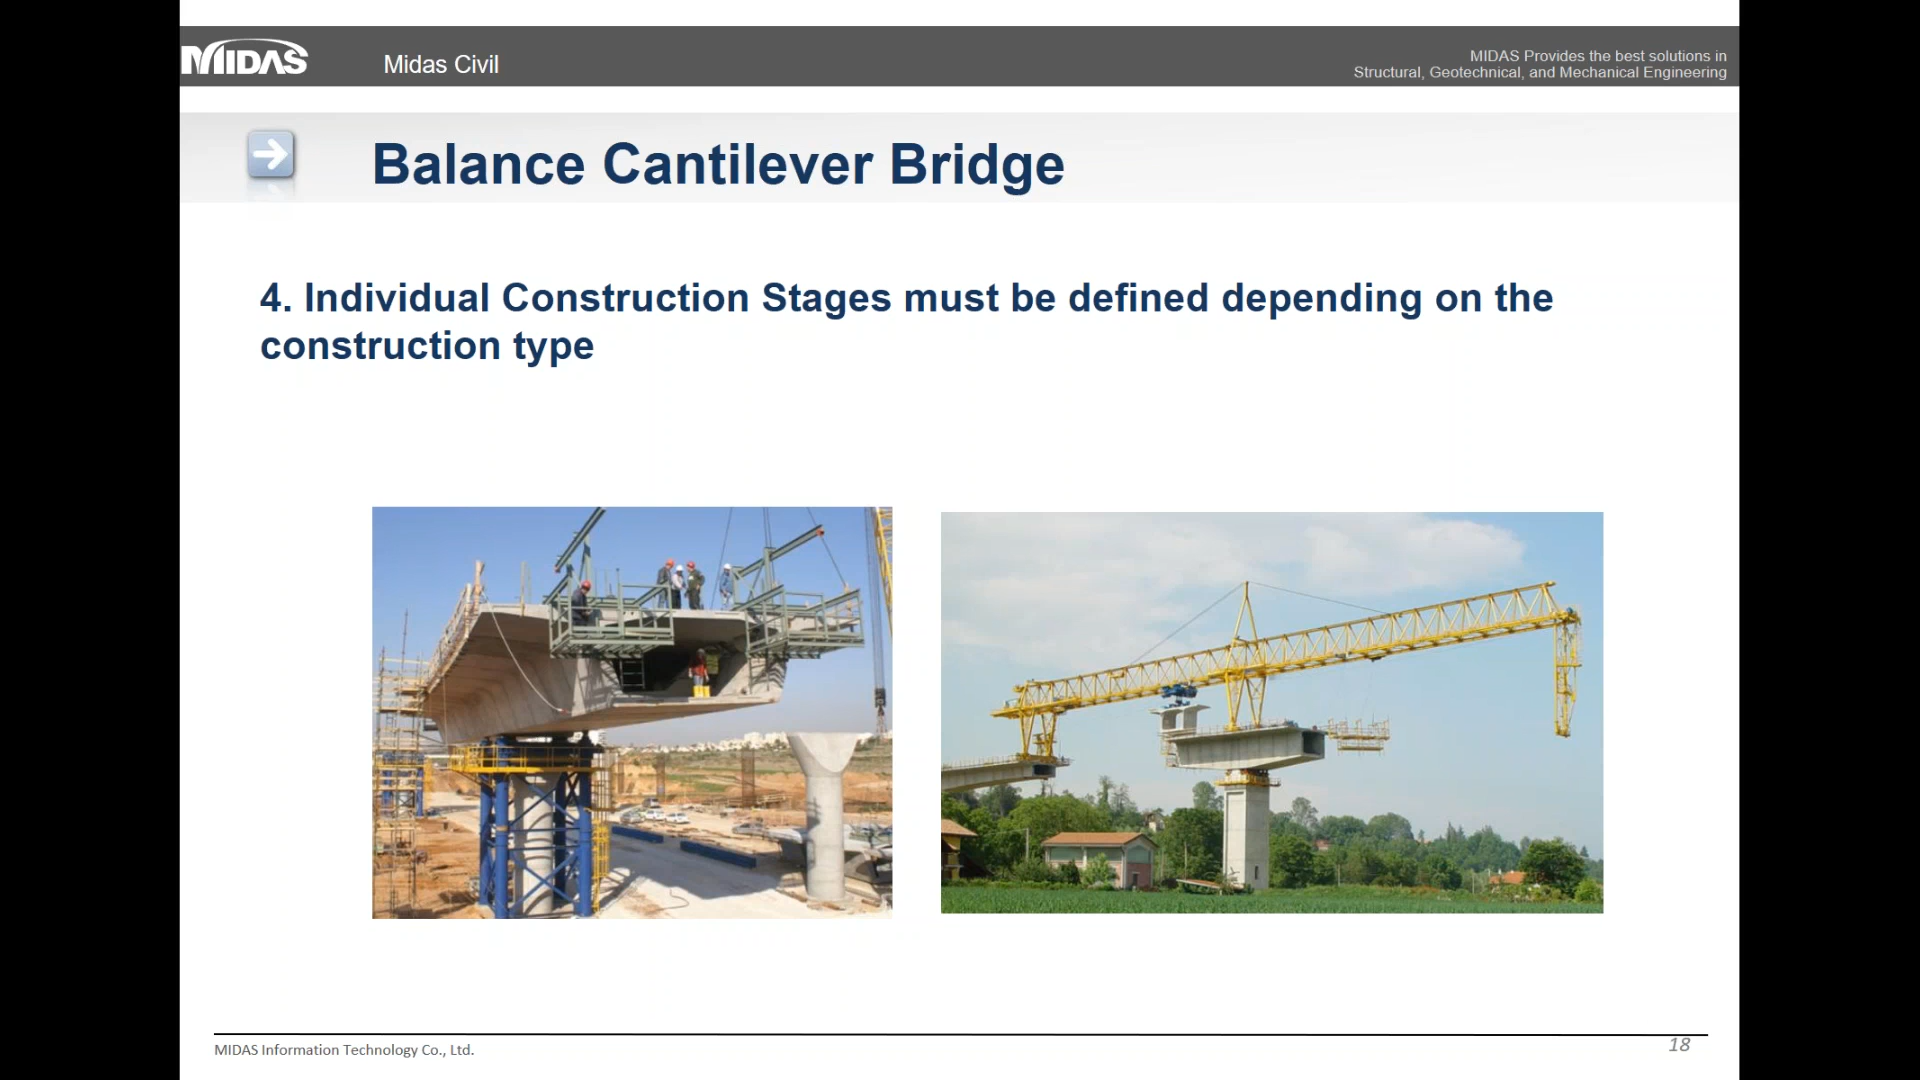 MIDAS
Midas Civil
MIDAS Provides the best solutions in
Structural, Geotechnical, and Mechanical Engineering
Balance Cantilever Bridge
4. Individual Construction Stages must be defined depending on the
construction type
MIDAS Information Technology Co., Ltd.
18